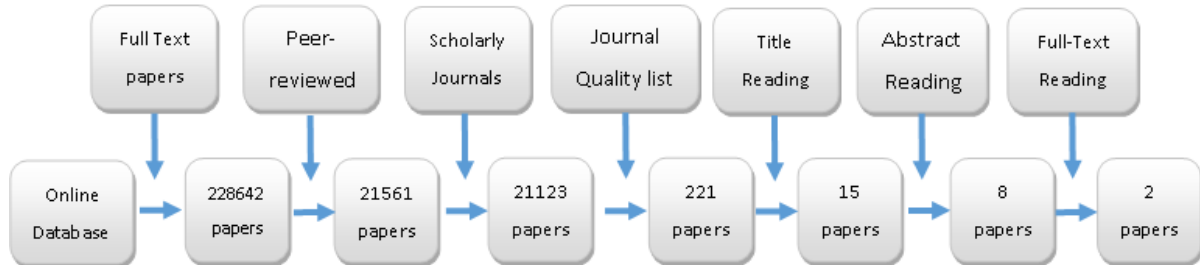 Full Text
papers
Peer-
reviewed
Scholarly
Journals
Journal
Quality list
Title
Reading
Abstract
Reading
Full-Text
Reading
Online
Database
228642
papers
21561
papers
21123
papers
221
papers
15
papers
8
papers
2
papers